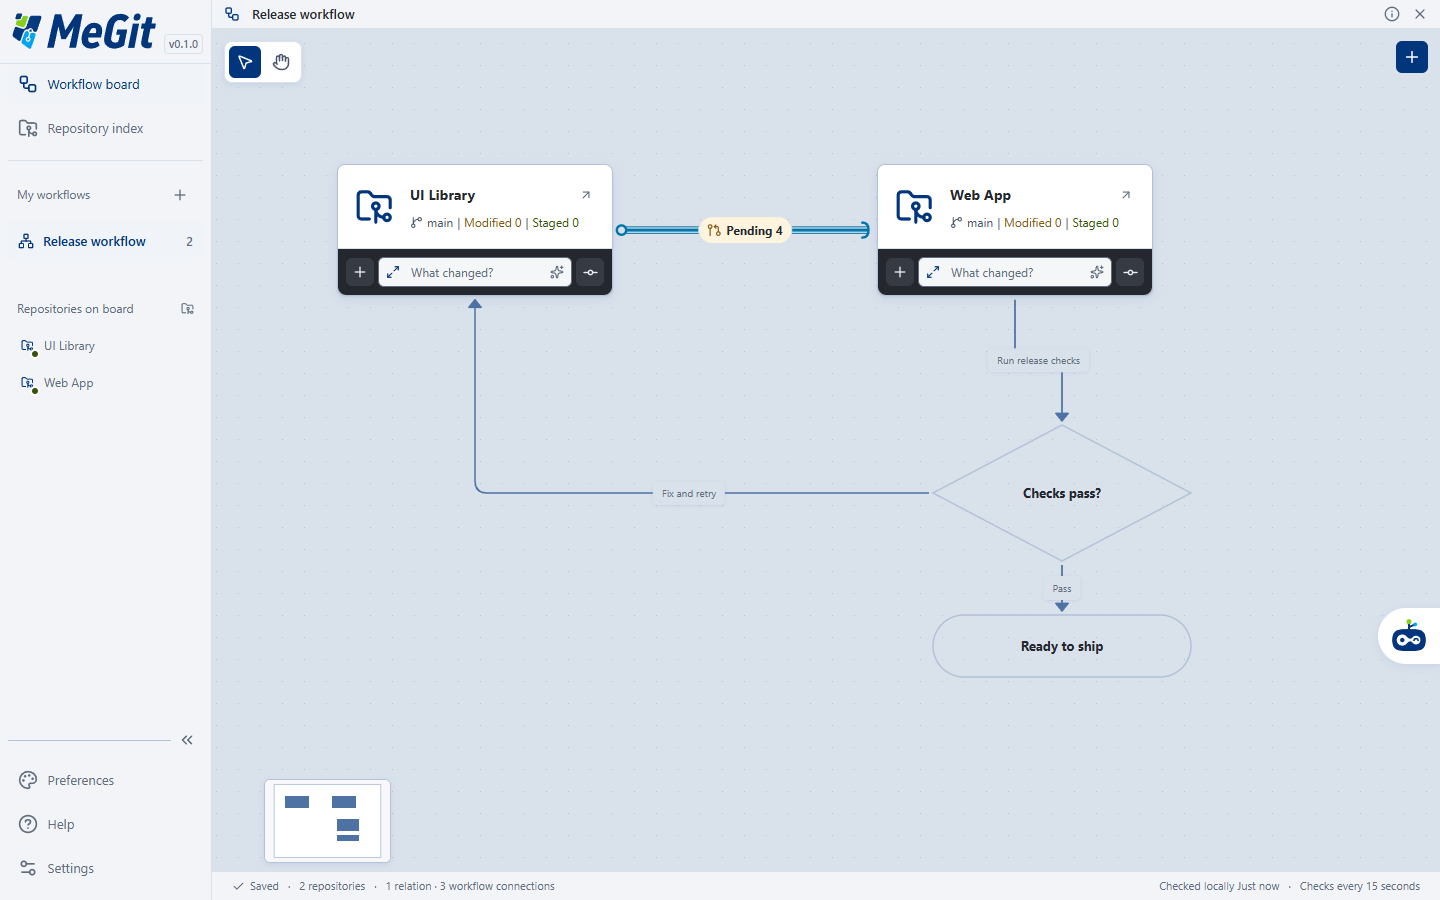 MeGit v0.1.0
Workflow board
Repository index
My workflows
Release workflow 2
Repositories on board
UI Library
Web App
Preferences
Help
Settings
Release workflow
UI Library
main | Modified 0 | Staged 0
What changed?
Pending 4
Web App
main | Modified 0 | Staged 0
What changed?
Run release checks
Checks pass?
Fix and retry
Pass
Ready to ship
Saved · 2 repositories · 1 relation · 3 workflow connections
Checked locally Just now · Checks every 15 seconds